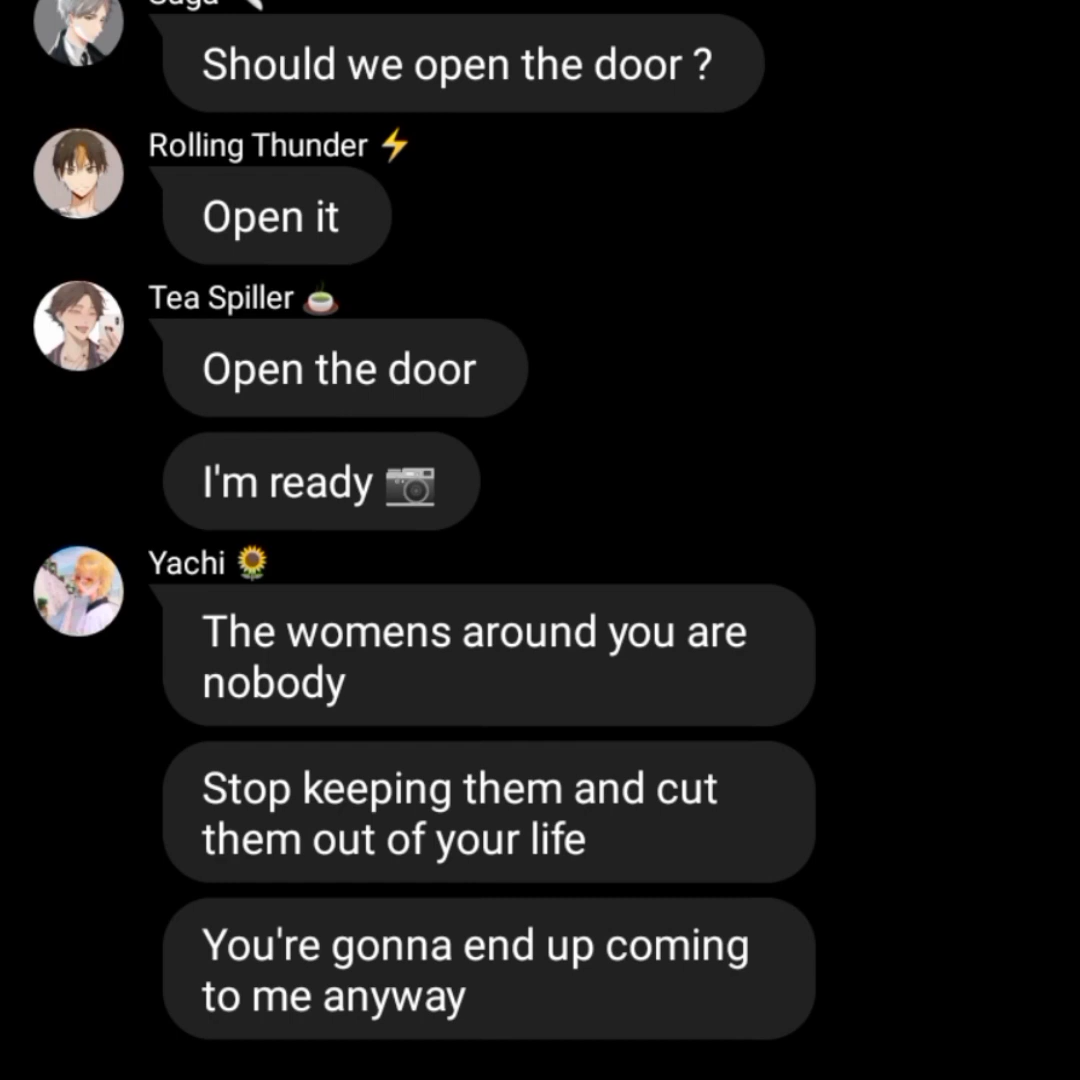 Suga
Should we open the door ?
Rolling Thunder ⚡
Open it
Tea Spiller 🍵
Open the door
I'm ready 📷
Yachi 🌻
The womens around you are
nobody
Stop keeping them and cut
them out of your life
You're gonna end up coming
to me anyway